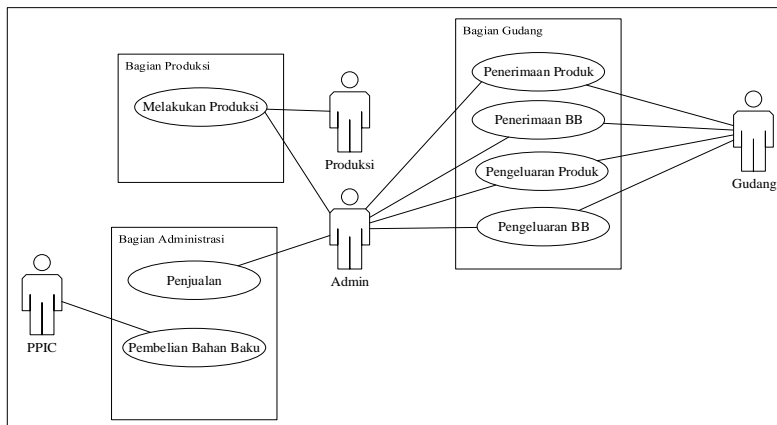 Bagian Produksi
Melakukan Produksi
Produksi
Bagian Gudang
Penerimaan Produk
Penerimaan BB
Pengeluaran Produk
Pengeluaran BB
Gudang
Admin
Bagian Administrasi
Penjualan
Pembelian Bahan Baku
PPIC